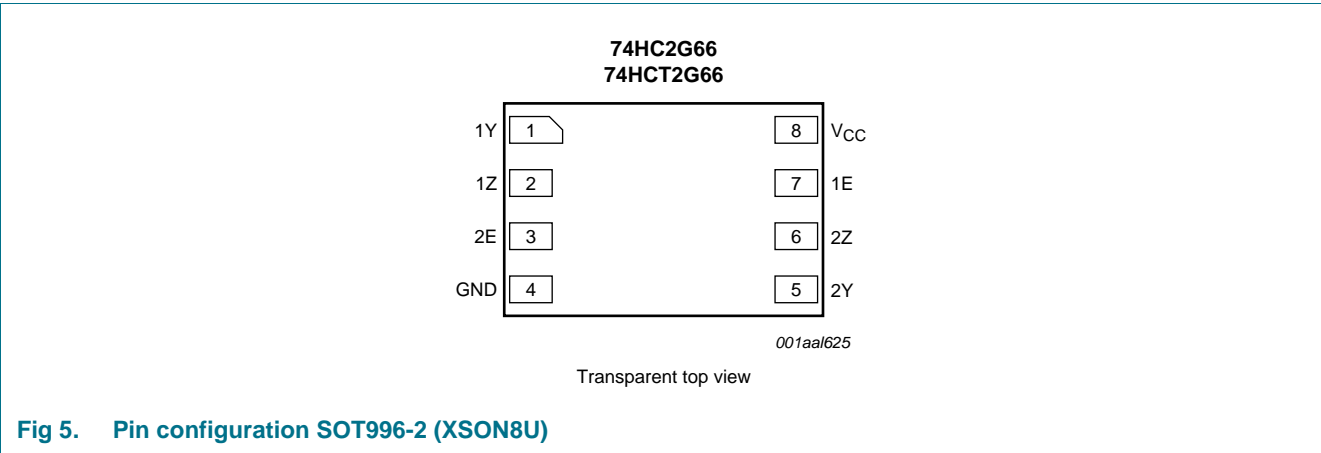 74HC2G66
74HCT2G66
1Y 1 8 VCC
1Z 2 7 1E
2E 3 6 2Z
GND 4 5 2Y
001aal625
Transparent top view
Fig 5. Pin configuration SOT996-2 (XSON8U)